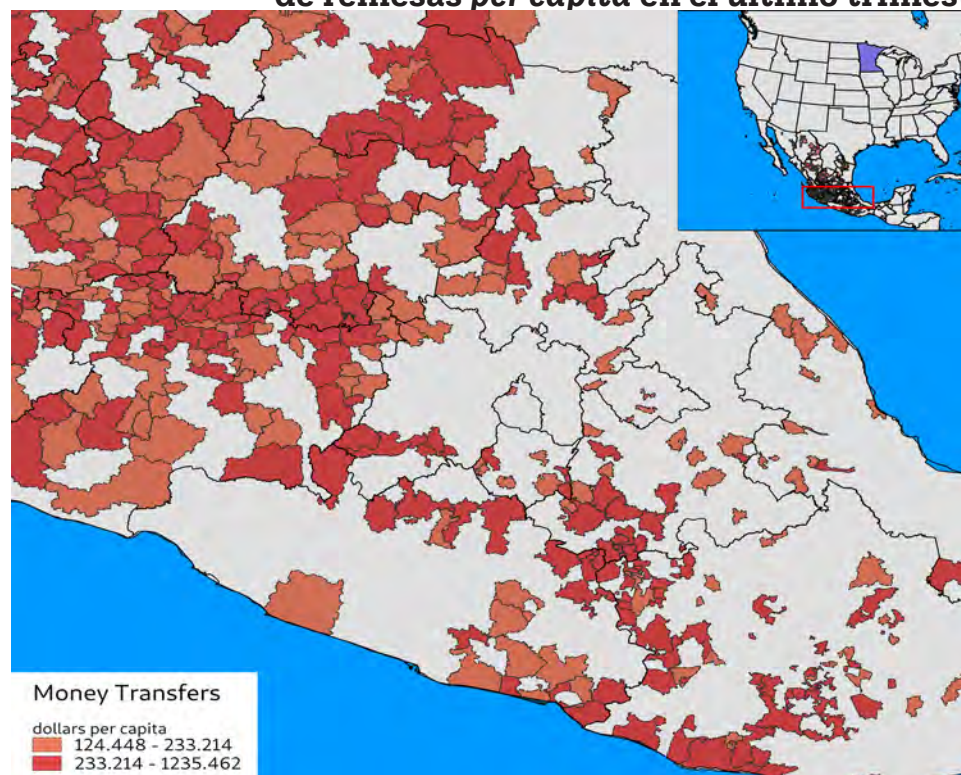 de remesas per capita en el último trimes
Money Transfers
dollars per capita
124.448 - 233.214
233.214 - 1235.462